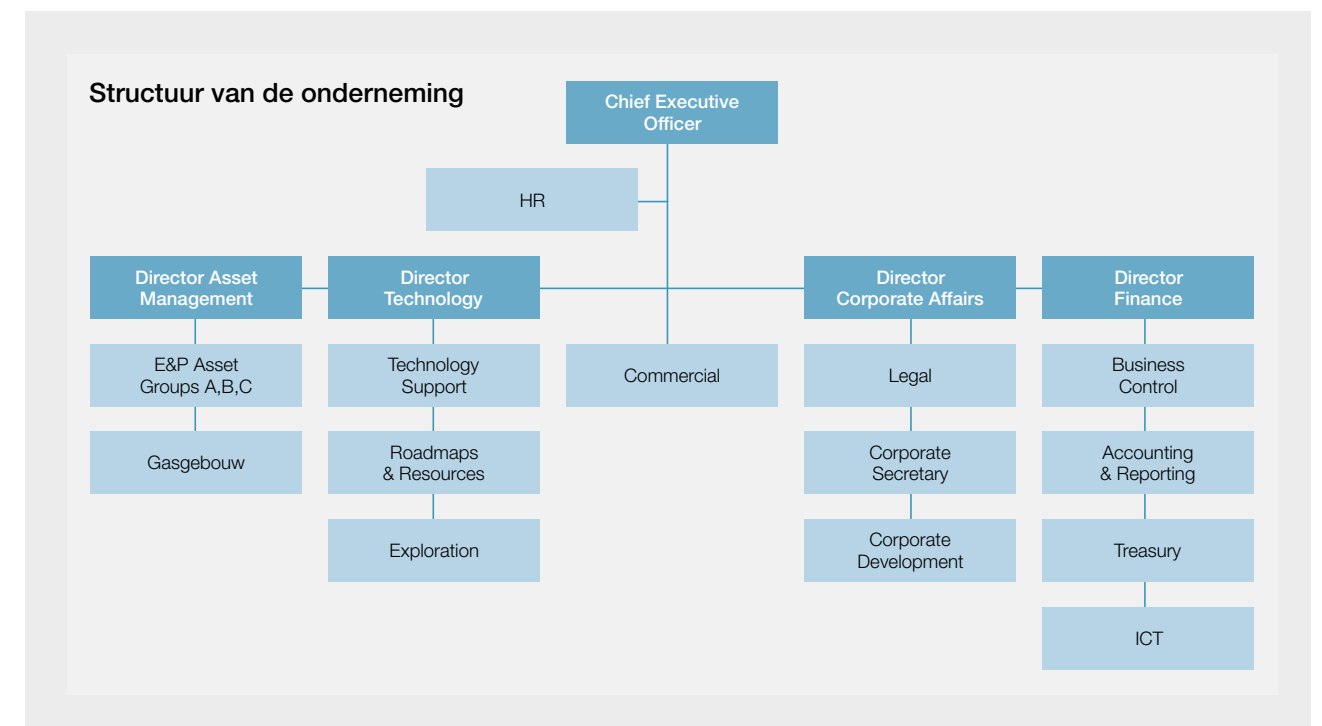 Structuur van de onderneming
Chief Executive
Officer
HR
Director Asset
Management
Director
Technology
Director
Corporate Affairs
Director
Finance
E&P Asset
Groups A,B,C
Technology
Support
Commercial
Legal
Business
Control
Gasgebouw
Roadmaps
& Resources
Corporate
Secretary
Accounting
& Reporting
Exploration
Corporate
Development
Treasury
ICT